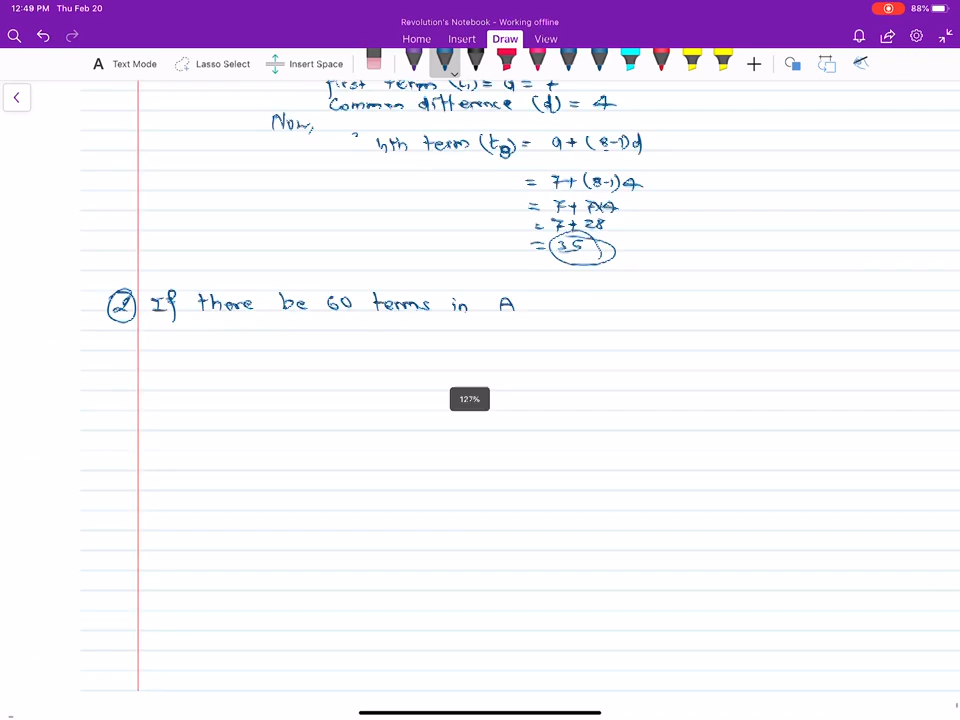 12:49 PM Thu Feb 20
88%
Revolution's Notebook - Working offline
Home Insert Draw View
A Text Mode Lasso Select Insert Space
First terms (t₁) = a = 7
Common difference (d) = 4
Now,
nth term (t₈) = a + (8-1)d
= 7 + (8-1)4
= 7 + 7×4
= 7 + 28
= 35
② If there be 60 terms in A
127%